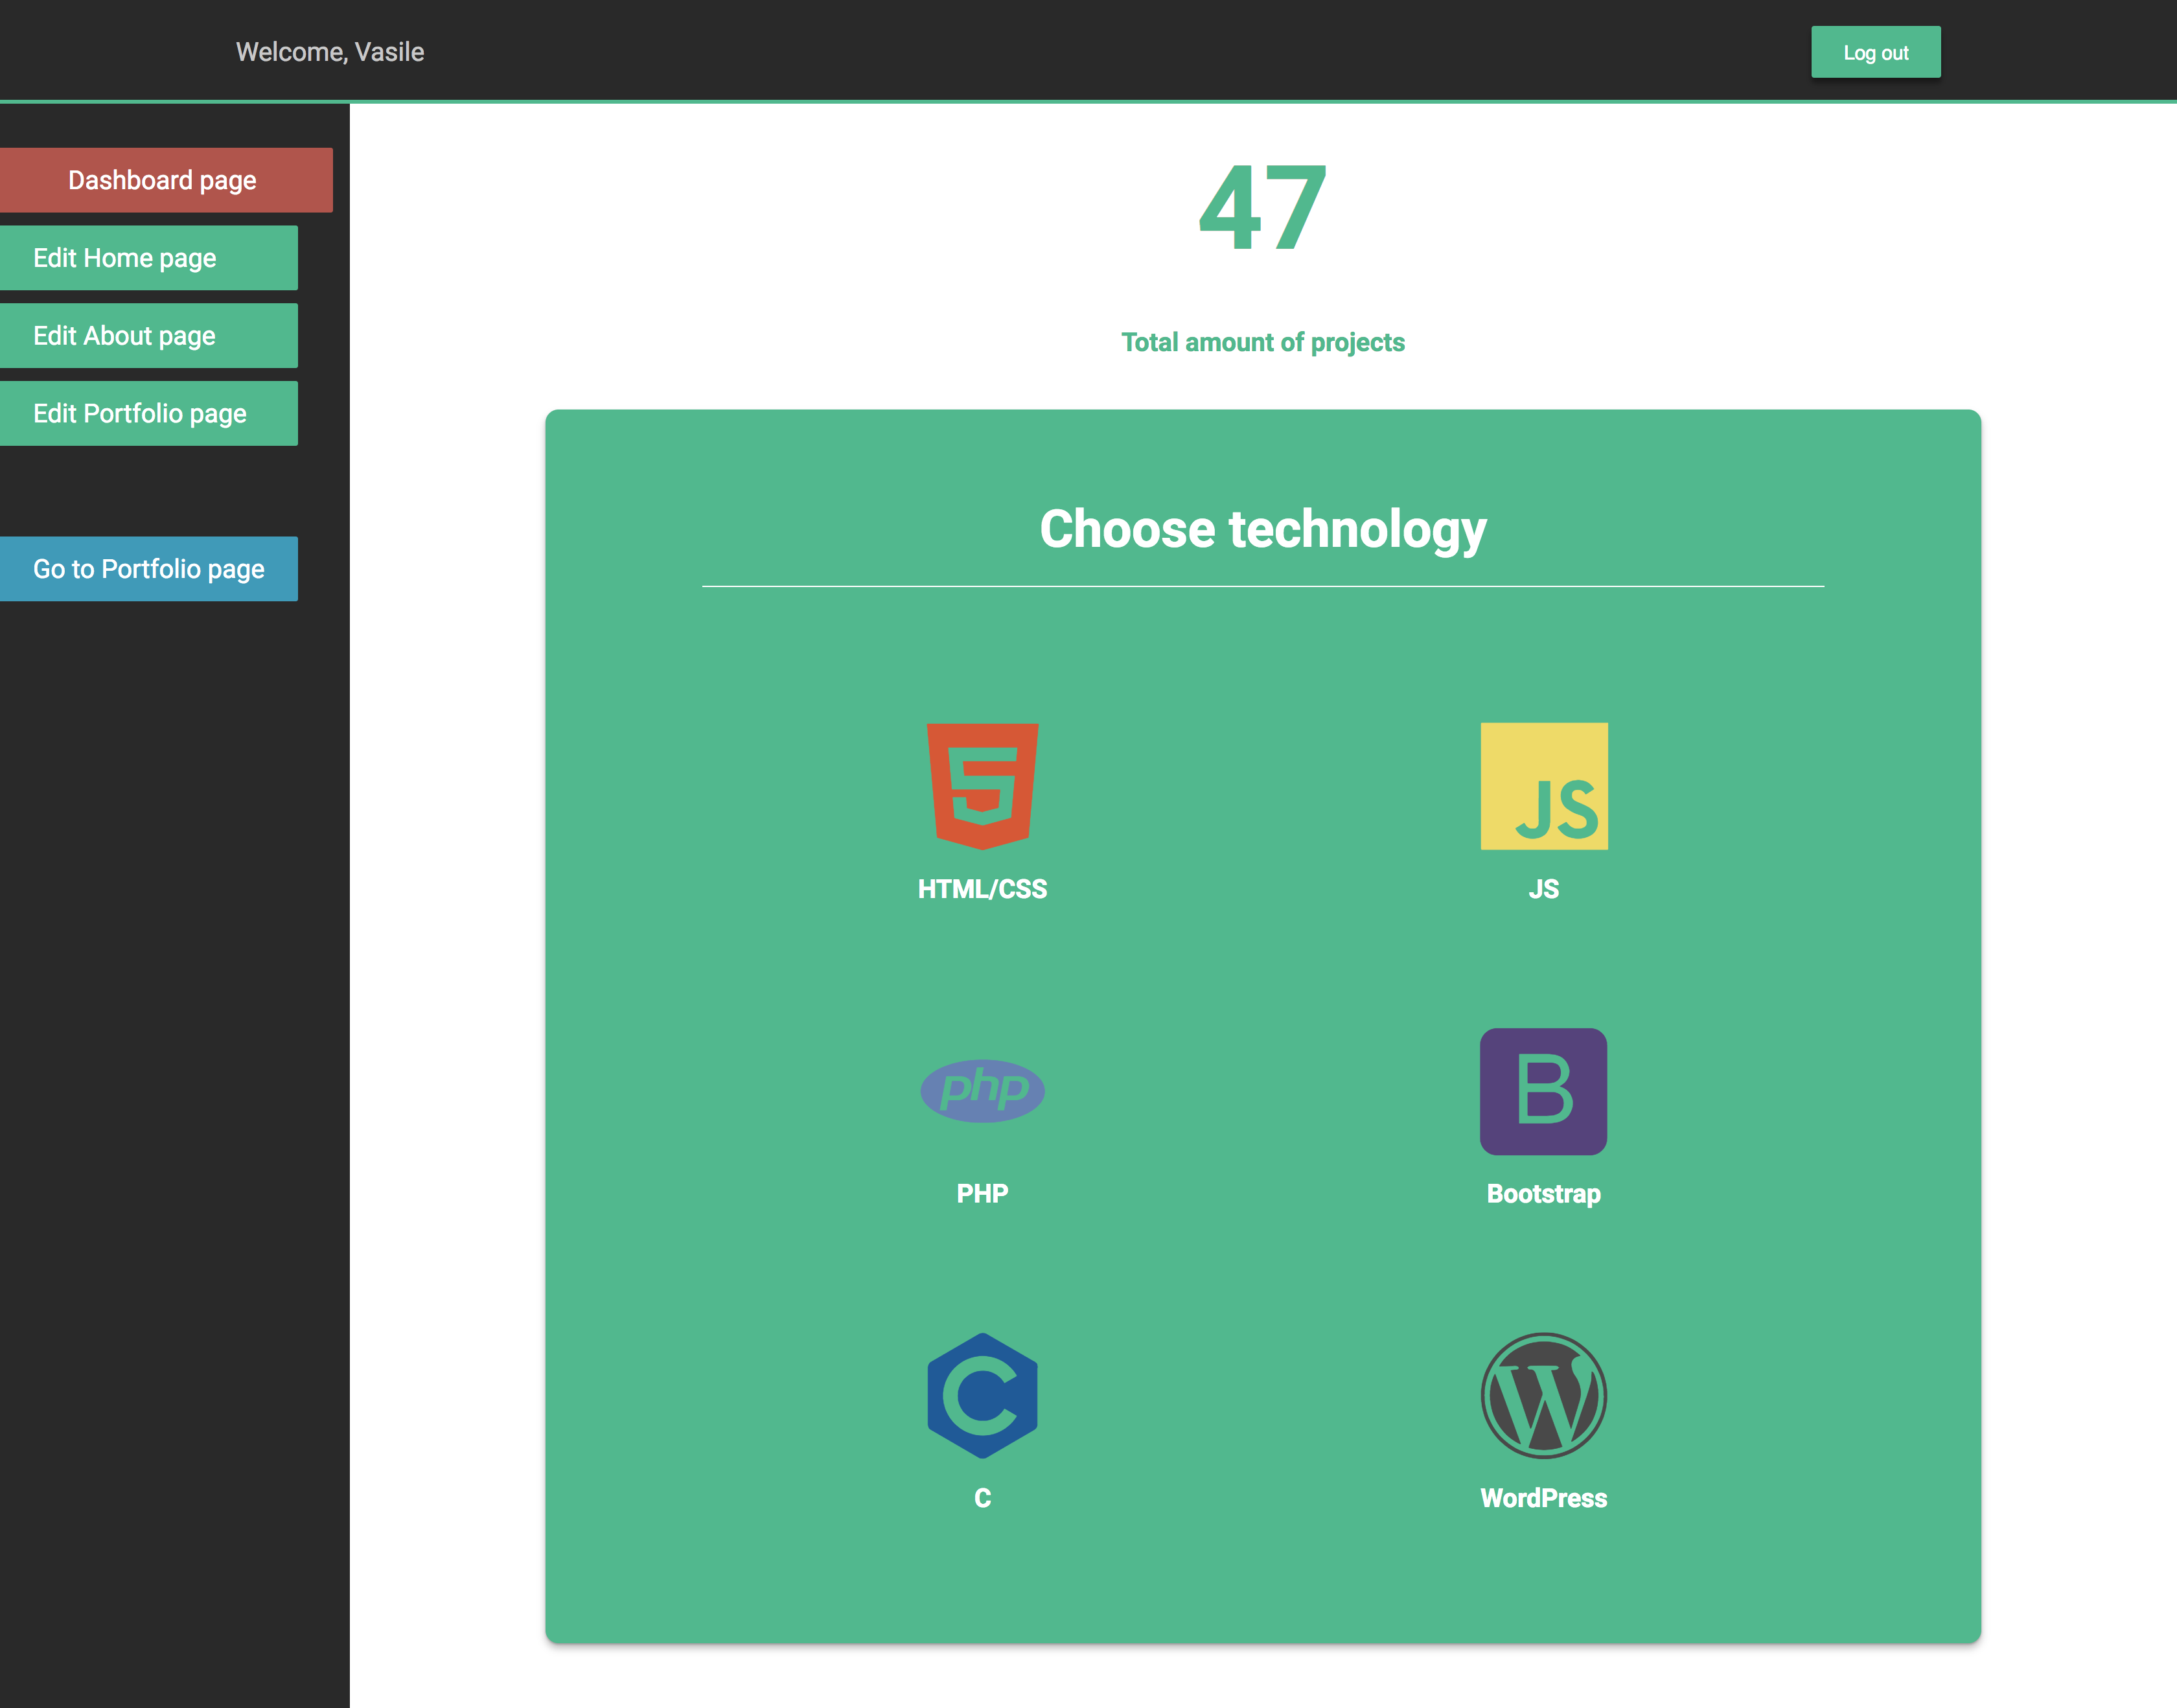 Welcome, Vasile
Log out
Dashboard page
Edit Home page
Edit About page
Edit Portfolio page
Go to Portfolio page
47
Total amount of projects
Choose technology
5
JS
HTML/CSS
JS
php
B
PHP
Bootstrap
C
W
C
WordPress